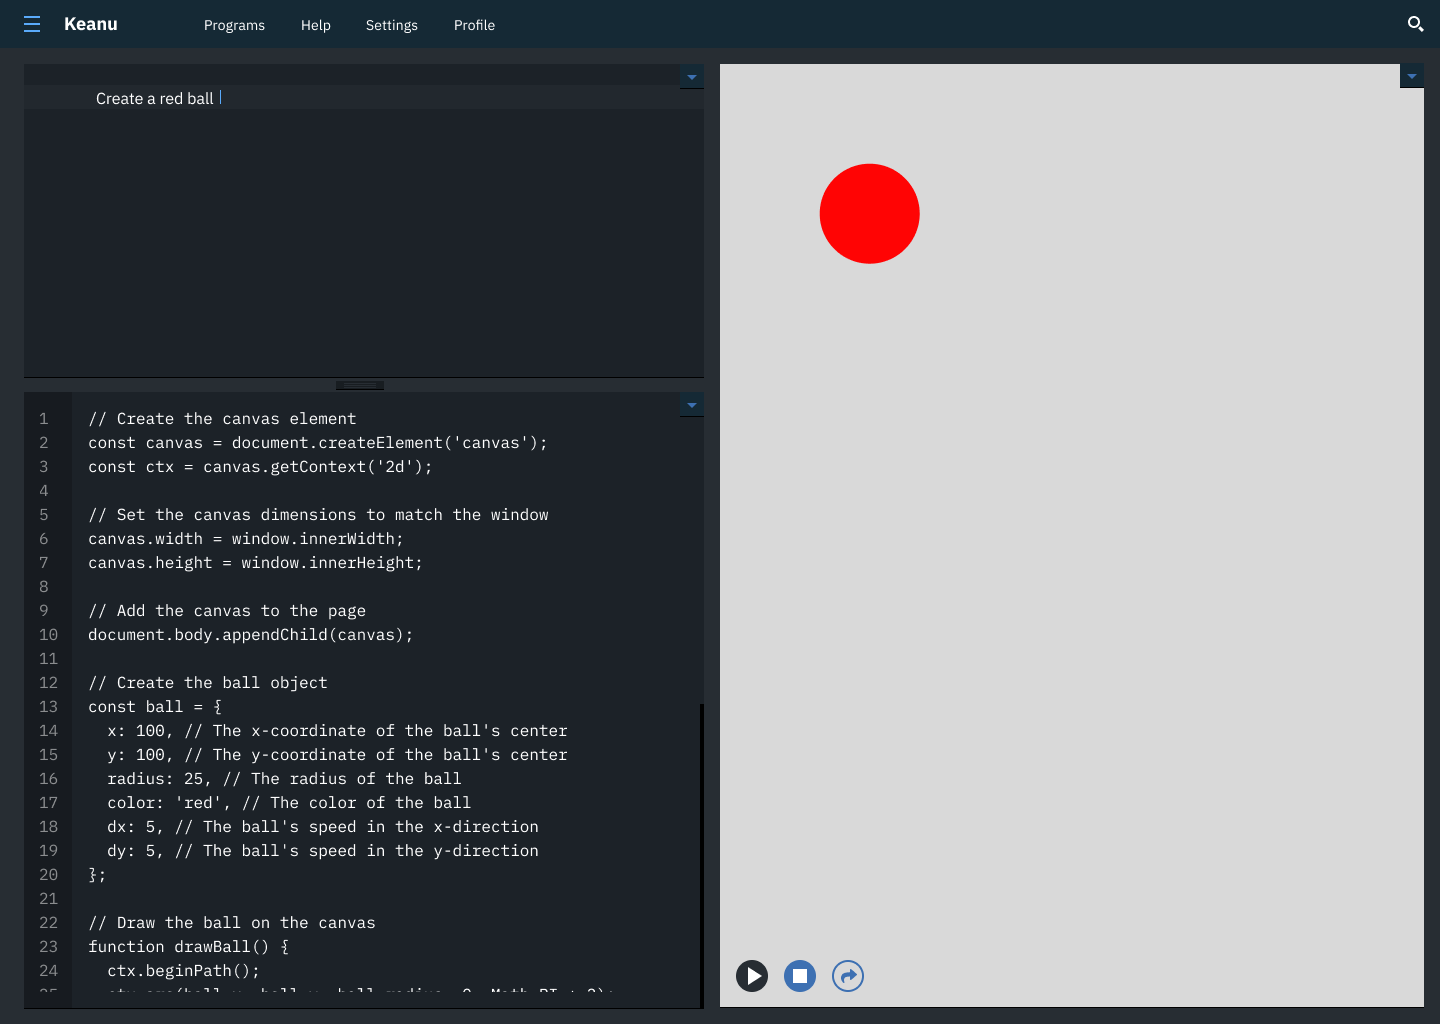 Keanu
Programs Help Settings Profile
Create a red ball
1 // Create the canvas element
2 const canvas = document.createElement('canvas');
3 const ctx = canvas.getContext('2d');
4
5 // Set the canvas dimensions to match the window
6 canvas.width = window.innerWidth;
7 canvas.height = window.innerHeight;
8
9 // Add the canvas to the page
10 document.body.appendChild(canvas);
11
12 // Create the ball object
13 const ball = {
14 x: 100, // The x-coordinate of the ball's center
15 y: 100, // The y-coordinate of the ball's center
16 radius: 25, // The radius of the ball
17 color: 'red', // The color of the ball
18 dx: 5, // The ball's speed in the x-direction
19 dy: 5, // The ball's speed in the y-direction
20 };
21
22 // Draw the ball on the canvas
23 function drawBall() {
24 ctx.beginPath();